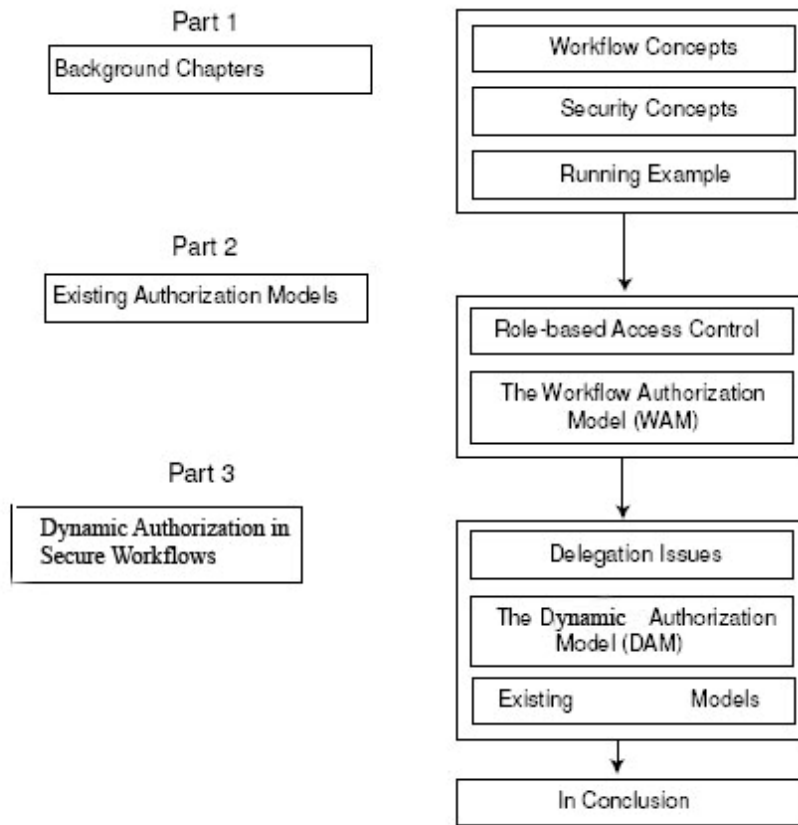 Part 1
Background Chapters
Workflow Concepts
Security Concepts
Running Example
Part 2
Existing Authorization Models
Role-based Access Control
The Workflow Authorization
Model (WAM)
Part 3
Dynamic Authorization in
Secure Workflows
Delegation Issues
The Dynamic Authorization
Model (DAM)
Existing Models
In Conclusion